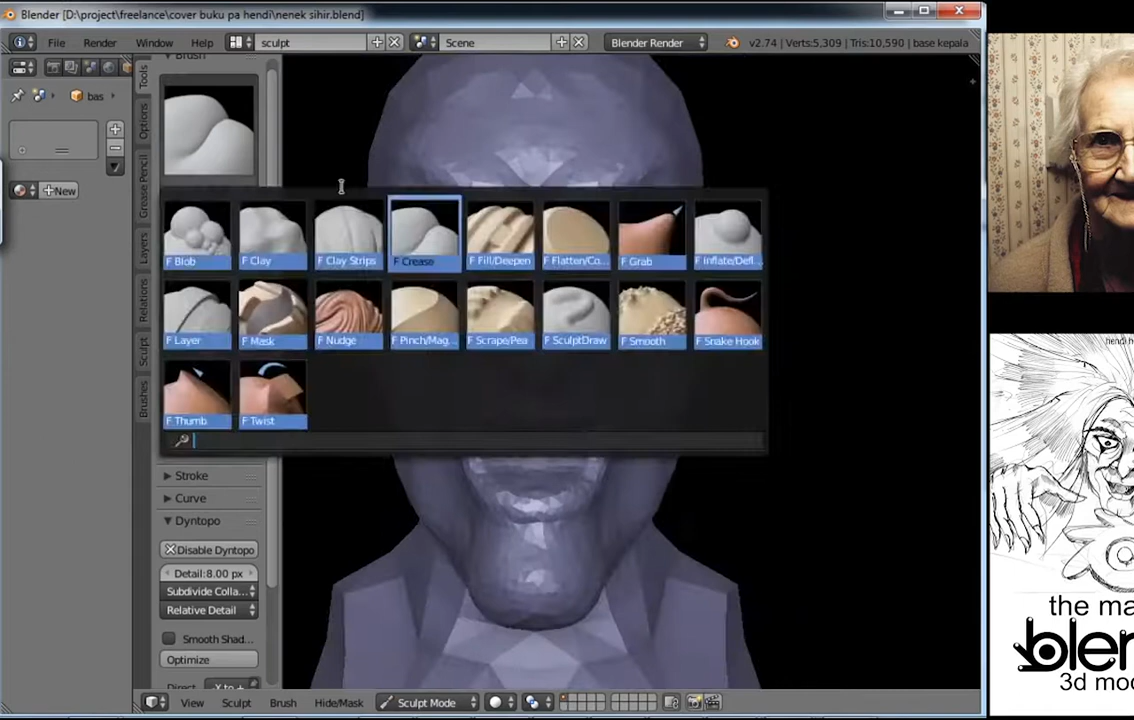 Blender [D:\project\freelance\cover buku pa hendi\nenek sihir.blend]
File Render Window Help sculpt Scene Blender Render v2.74 | Verts:5,309 | Tris:10,590 | base kepala
Brush
bas
New
Tools
Options
Grease Pencil
Layers
Relations
Sculpt
Brushes
F Blob F Clay F Clay Strips F Crease F Fill/Deepen F Flatten/Co... F Grab F Inflate/Defl...
F Layer F Mask F Nudge F Pinch/Mag... F Scrape/Pea F SculptDraw F Smooth F Snake Hook
F Thumb F Twist
Stroke
Curve
Dyntopo
Disable Dyntopo
Detail:8.00 px
Subdivide Colla...
Relative Detail
Smooth Shad...
Optimize
View Sculpt Brush Hide/Mask Sculpt Mode
the ma
blen
3d mod